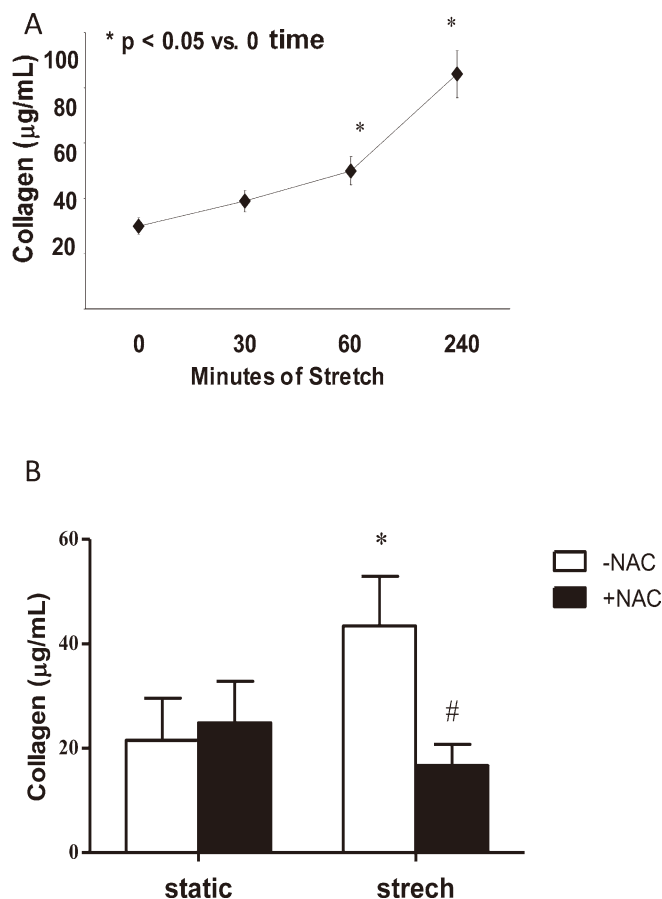 A
* p < 0.05 vs. 0 time
*
*
100
80
60
40
20
Collagen (µg/mL)
0 30 60 240
Minutes of Stretch
B
60
40
20
0
Collagen (µg/mL)
*
#
-NAC
+NAC
static strech